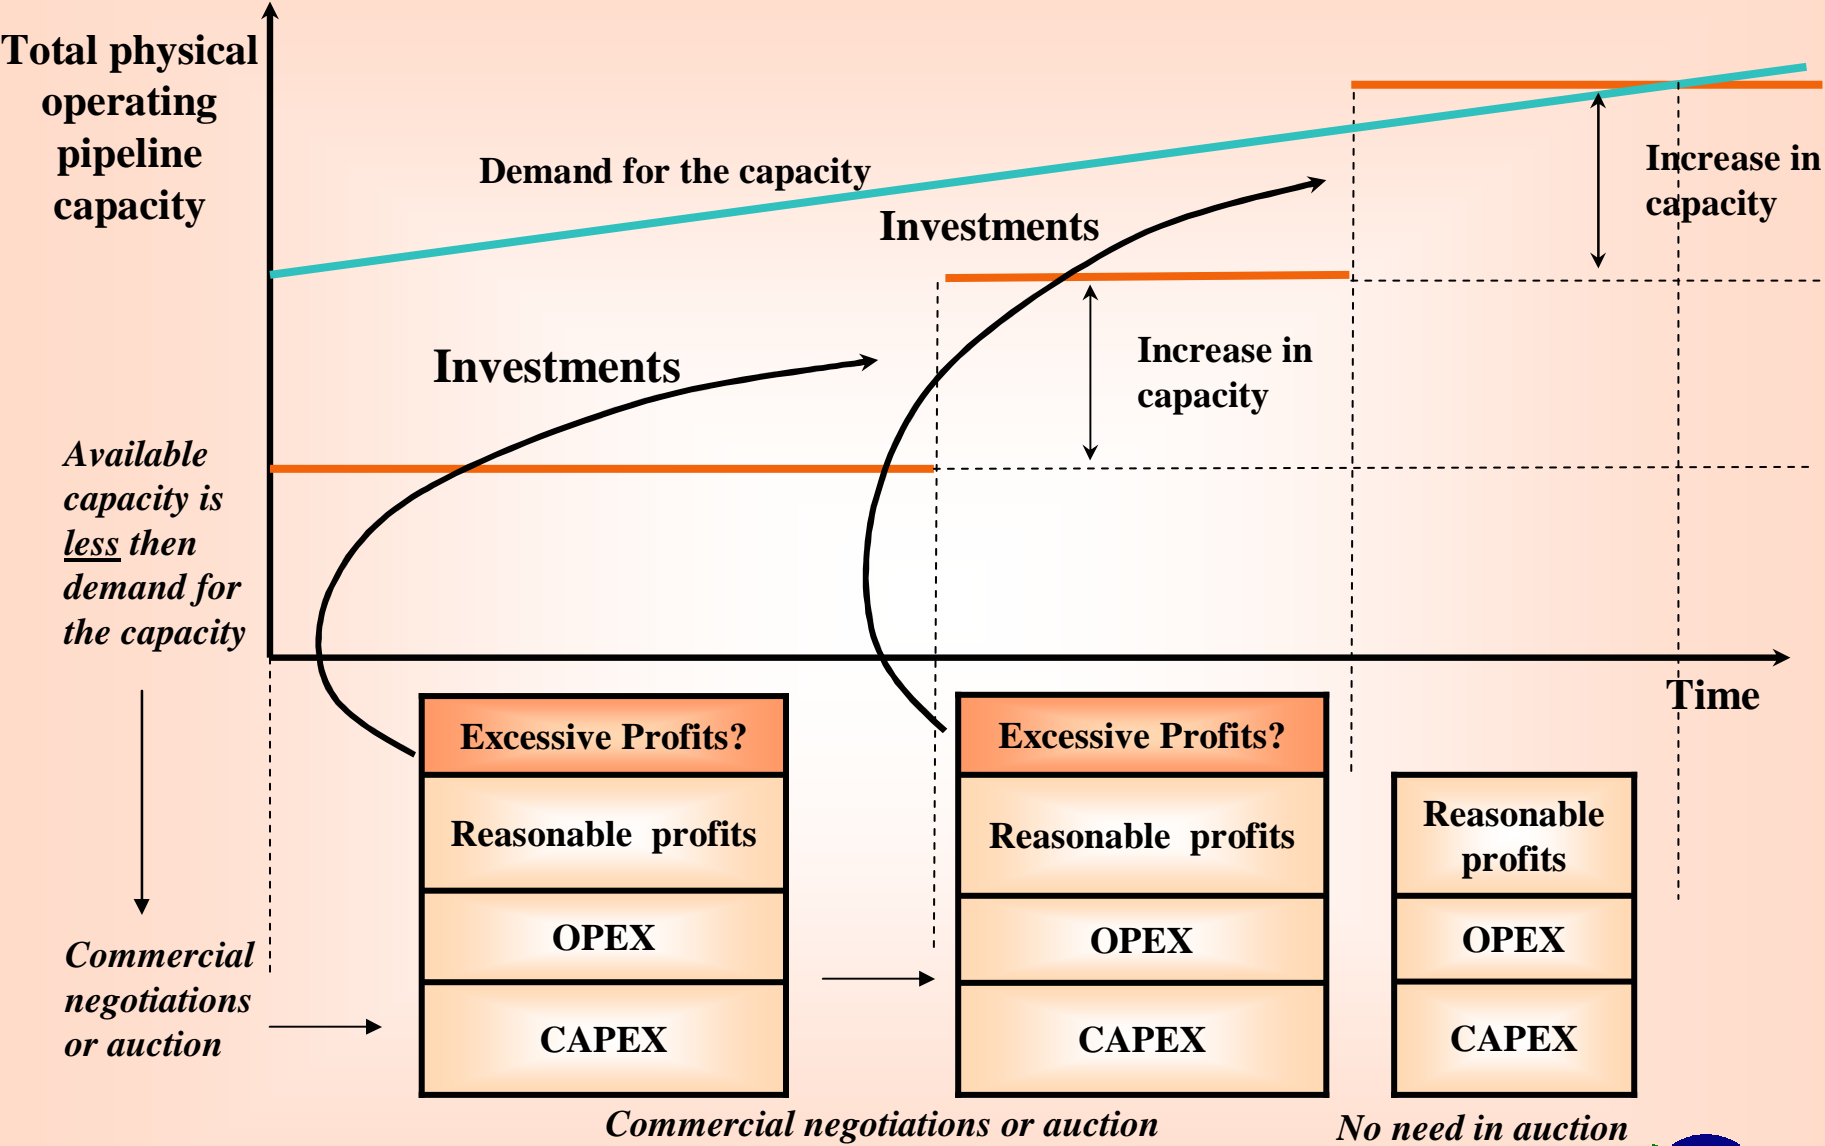 Total physical
operating
pipeline
capacity
Demand for the capacity
Investments
Increase in
capacity
Investments
Increase in
capacity
Available
capacity is
less then
demand for
the capacity
Time
Excessive Profits?
Reasonable profits
OPEX
CAPEX
Excessive Profits?
Reasonable profits
OPEX
CAPEX
Reasonable
profits
OPEX
CAPEX
Commercial
negotiations
or auction
Commercial negotiations or auction
No need in auction